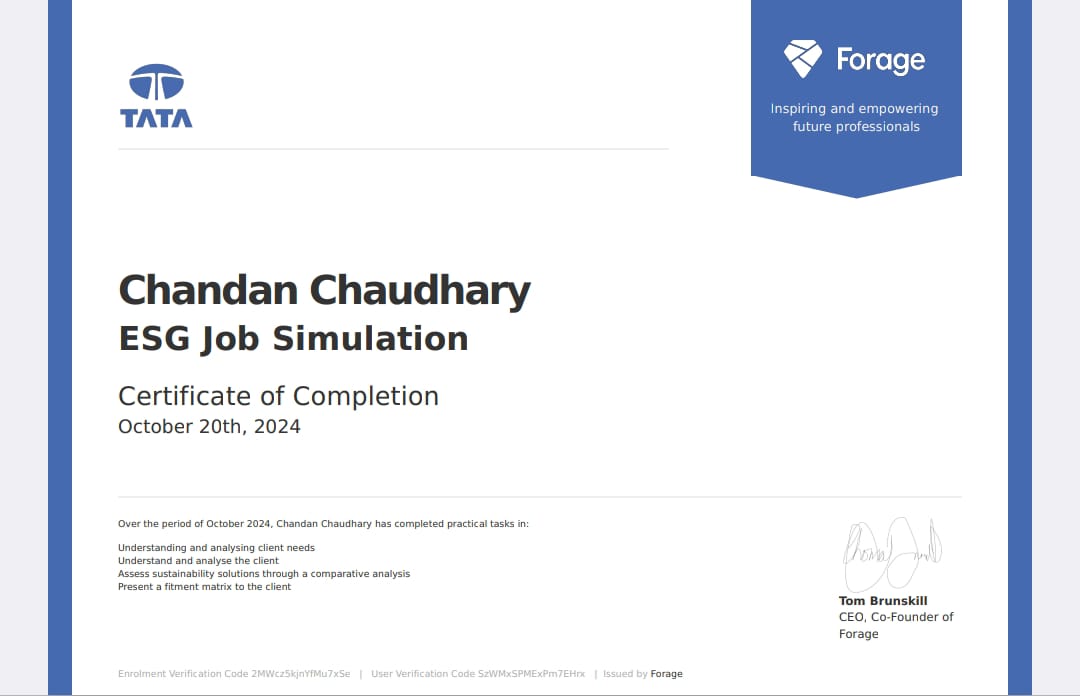 TATA
Forage
Inspiring and empowering
future professionals
Chandan Chaudhary
ESG Job Simulation
Certificate of Completion
October 20th, 2024
Over the period of October 2024, Chandan Chaudhary has completed practical tasks in:
Understanding and analysing client needs
Understand and analyse the client
Assess sustainability solutions through a comparative analysis
Present a fitment matrix to the client
Tom Brunskill
CEO, Co-Founder of
Forage
Enrolment Verification Code 2MWcz5kjnYfMu7xSe | User Verification Code SzWMxSPMExPm7EHrx | Issued by Forage